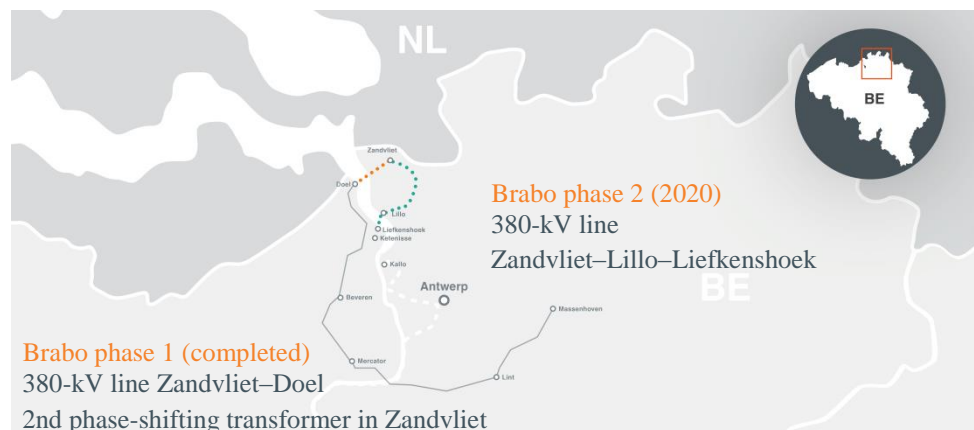 NL
BE
Zandvliet
Doel
Lillo
Liefkenshoek
Ketenisse
Kallo
Antwerp
Beveren
Massenhoven
Mercator
Lint
Brabo phase 2 (2020)
380-kV line
Zandvliet–Lillo–Liefkenshoek
BE
Brabo phase 1 (completed)
380-kV line Zandvliet–Doel
2nd phase-shifting transformer in Zandvliet